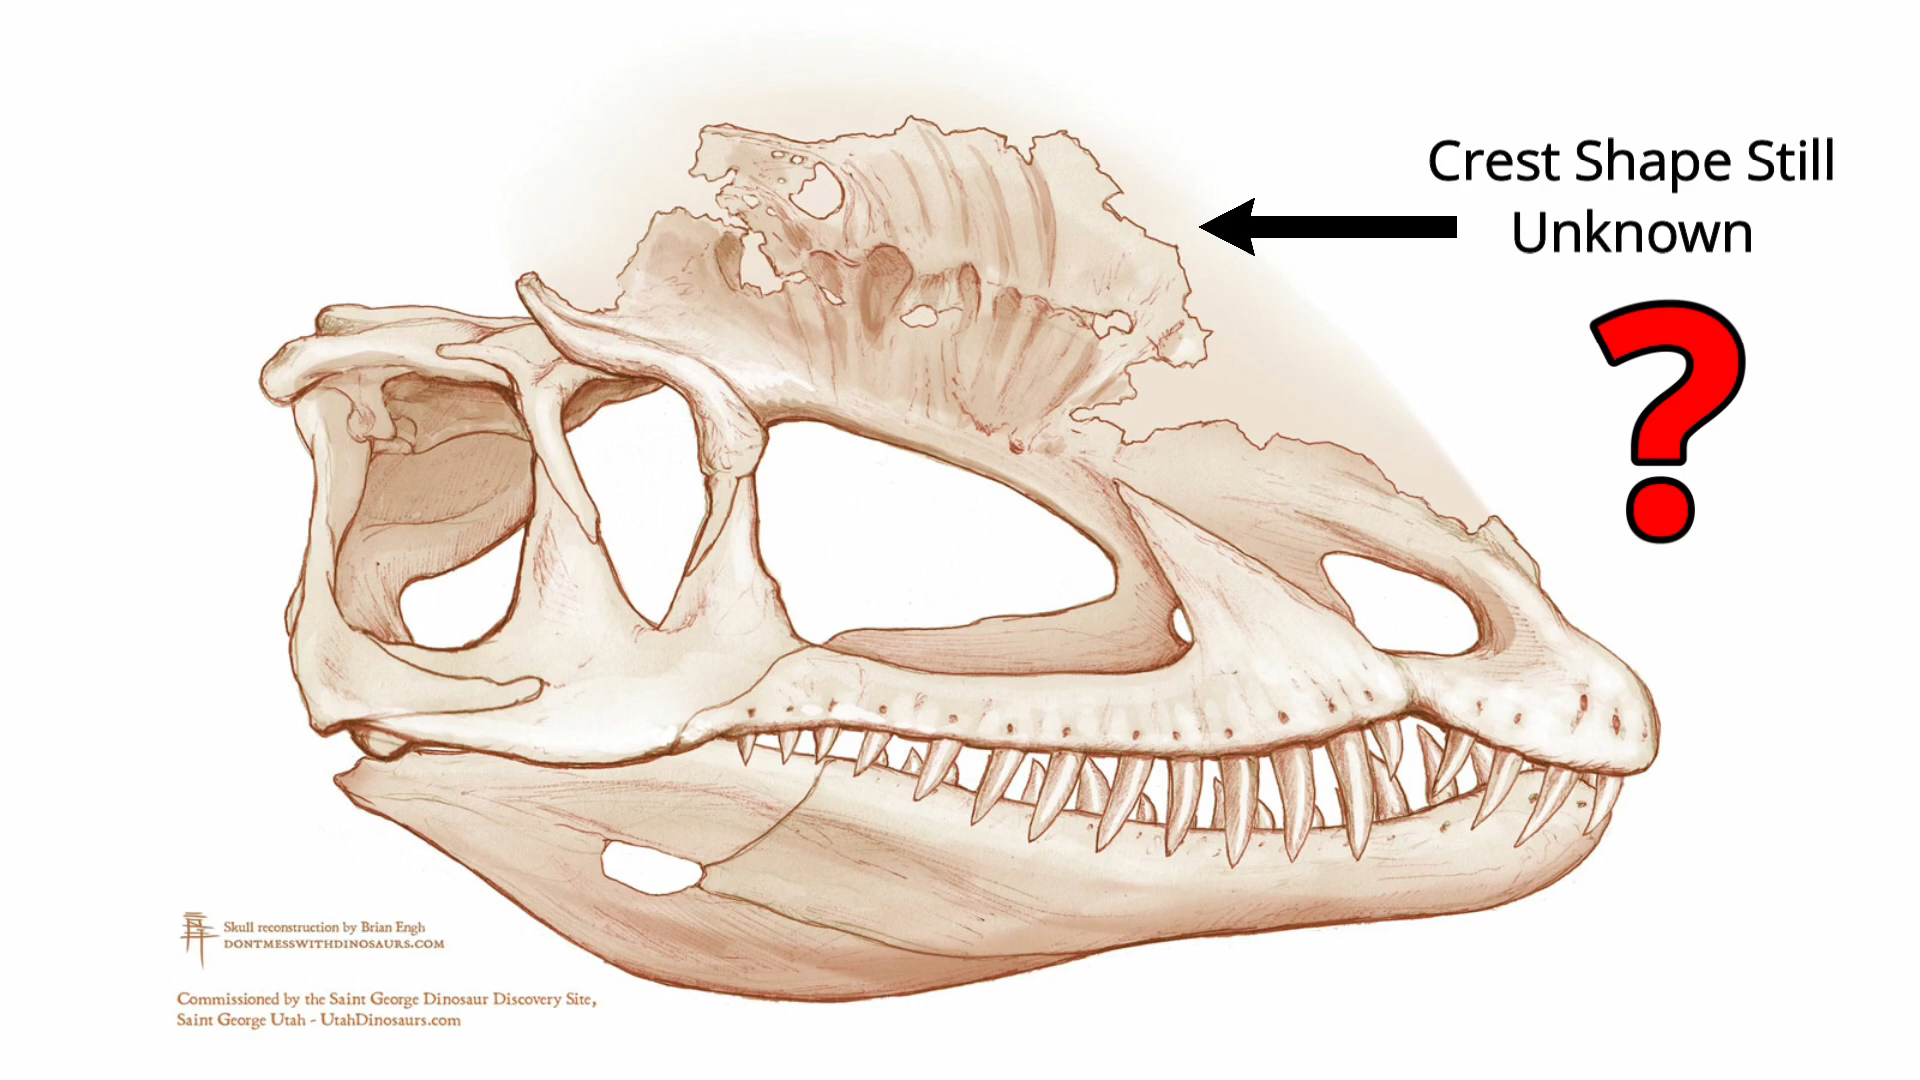 Crest Shape Still
Unknown
?
Skull reconstruction by Brian Engh
DONTMESSWITHDINOSAURS.COM
Commissioned by the Saint George Dinosaur Discovery Site,
Saint George Utah - UtahDinosaurs.com